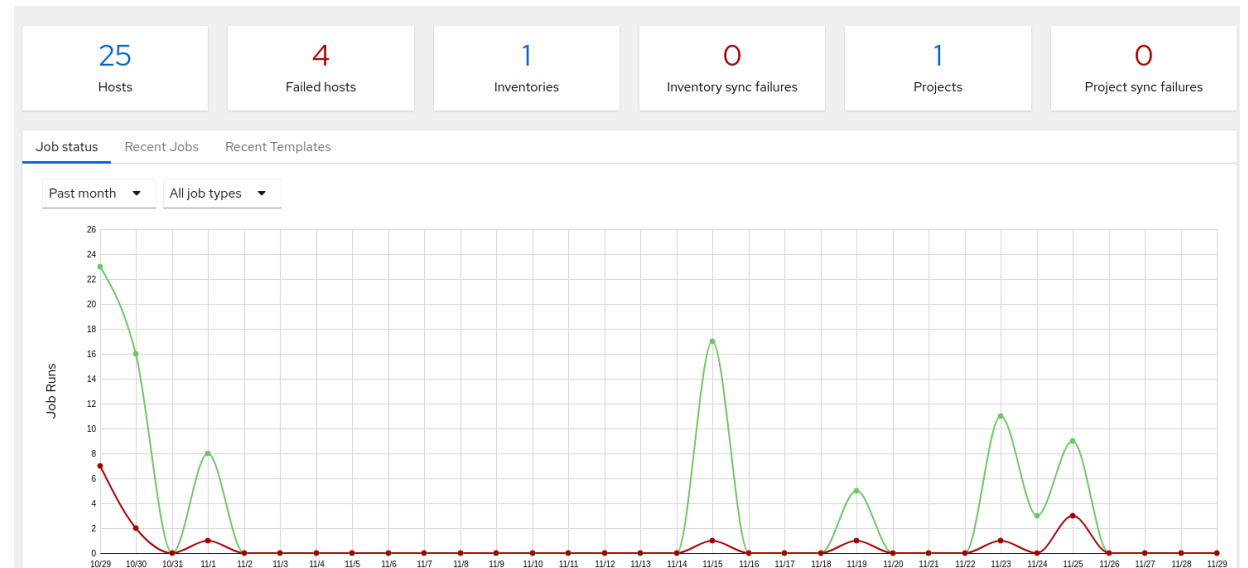 25 4 1 0 1 0
Hosts Failed hosts Inventories Inventory sync failures Projects Project sync failures
Job status Recent Jobs Recent Templates
Past month All job types
26
24
22
20
18
16
14
12
10
8
6
4
2
0
Job Runs
10/29 10/30 10/31 11/1 11/2 11/3 11/4 11/5 11/6 11/7 11/8 11/9 11/10 11/11 11/12 11/13 11/14 11/15 11/16 11/17 11/18 11/19 11/20 11/21 11/22 11/23 11/24 11/25 11/26 11/27 11/28 11/29